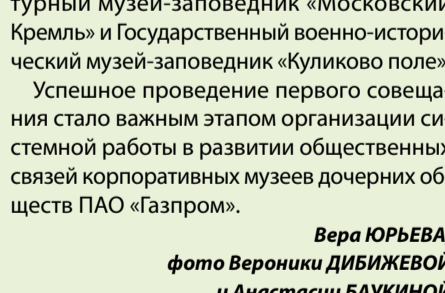 турный музей-заповедник «Московский
Кремль» и Государственный военно-истори-
ческий музей-заповедник «Куликово поле».
Успешное проведение первого совеща-
ния стало важным этапом организации си-
стемной работы в развитии общественных
связей корпоративных музеев дочерних об-
ществ ПАО «Газпром».
Вера ЮРЬЕВА,
фото Вероники ДИБИЖЕВОЙ
и Анастасии БАУКИНОЙ